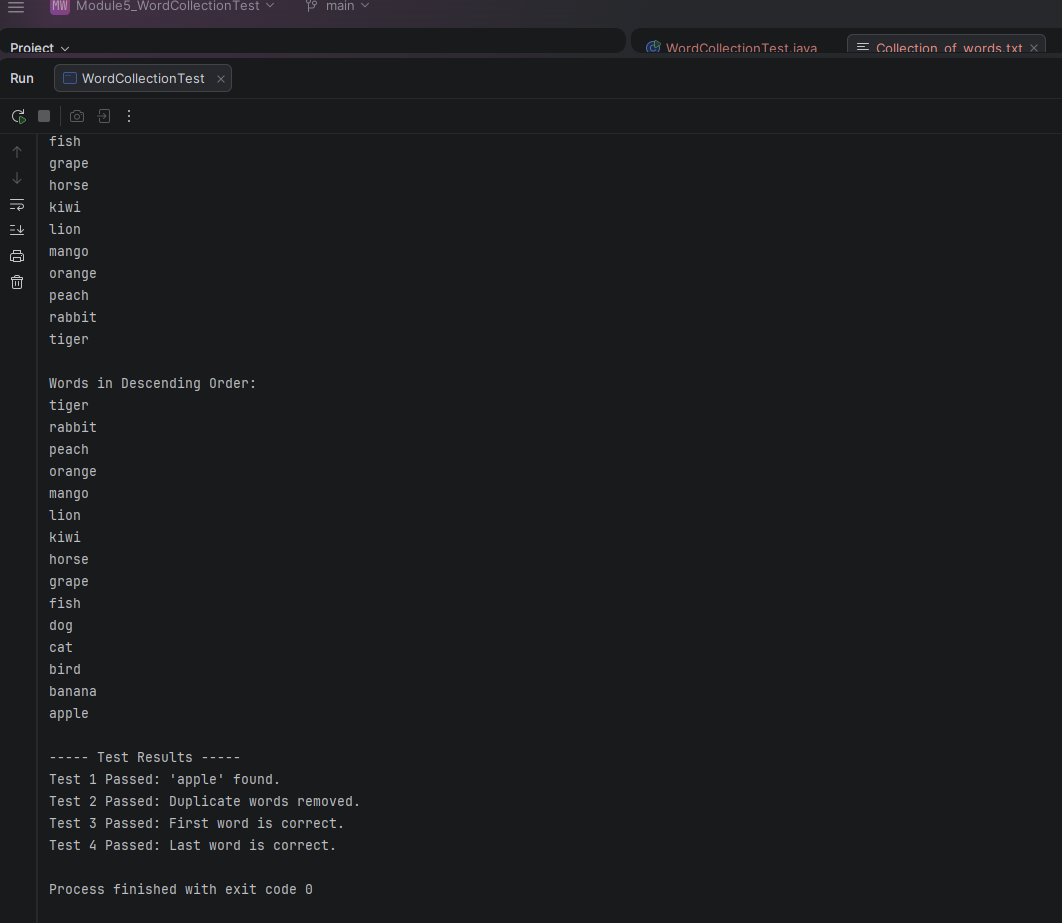 MW Module5_WordCollectionTest main
Project WordCollectionTest.java Collection_of_words.txt
Run WordCollectionTest
fish
grape
horse
kiwi
lion
mango
orange
peach
rabbit
tiger
Words in Descending Order:
tiger
rabbit
peach
orange
mango
lion
kiwi
horse
grape
fish
dog
cat
bird
banana
apple
----- Test Results -----
Test 1 Passed: 'apple' found.
Test 2 Passed: Duplicate words removed.
Test 3 Passed: First word is correct.
Test 4 Passed: Last word is correct.
Process finished with exit code 0